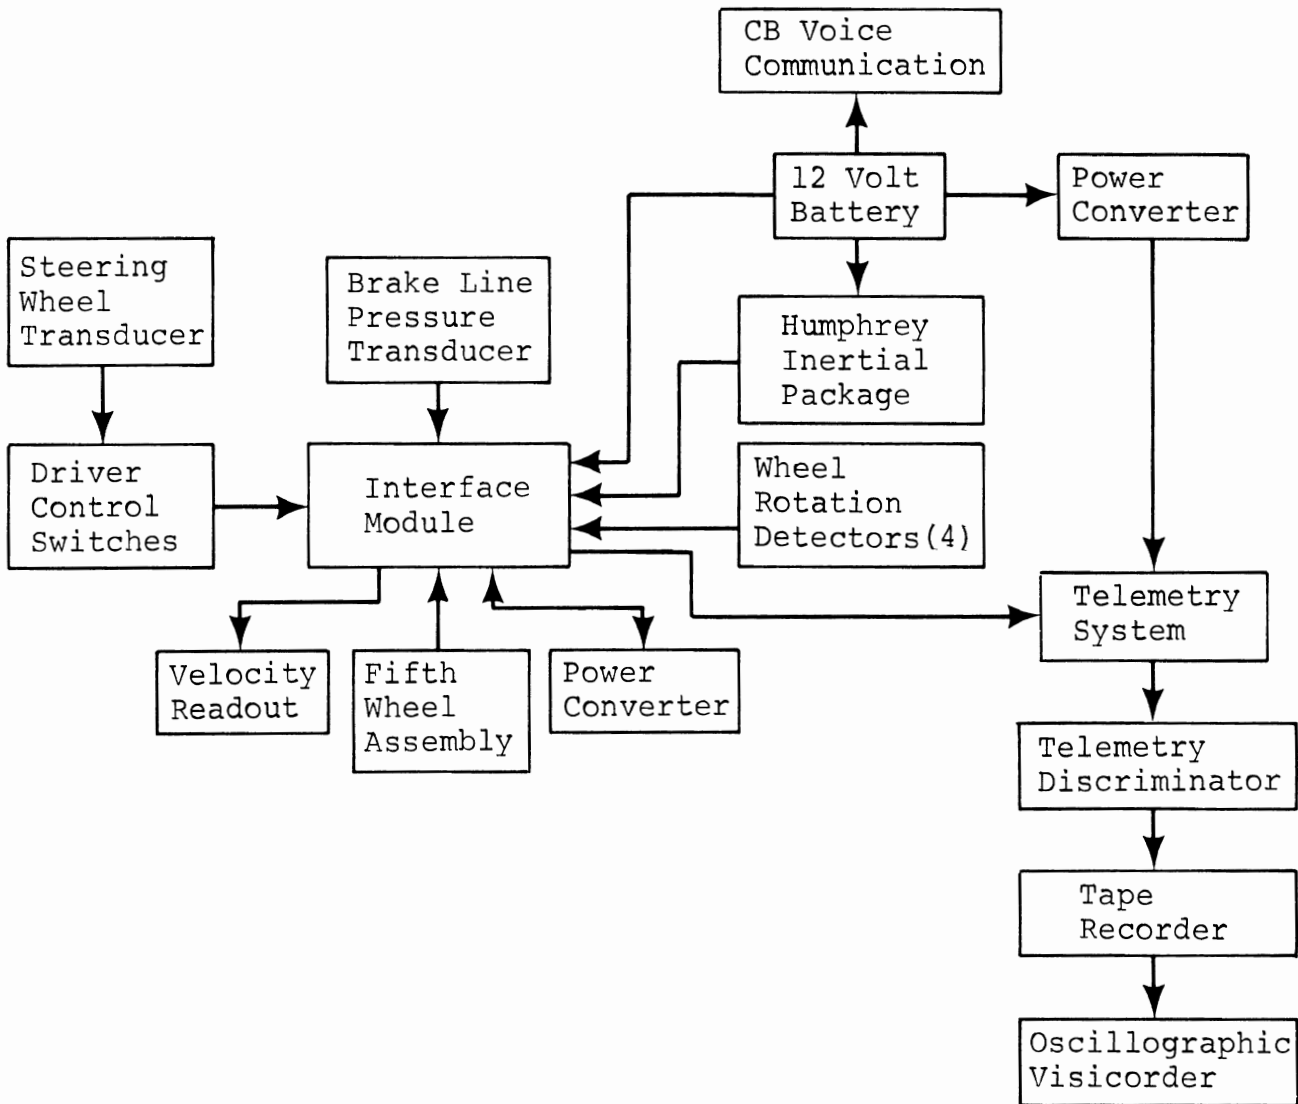 CB Voice
Communication
12 Volt
Battery
Power
Converter
Steering
Wheel
Transducer
Brake Line
Pressure
Transducer
Humphrey
Inertial
Package
Driver
Control
Switches
Interface
Module
Wheel
Rotation
Detectors(4)
Telemetry
System
Velocity
Readout
Fifth
Wheel
Assembly
Power
Converter
Telemetry
Discriminator
Tape
Recorder
Oscillographic
Visicorder